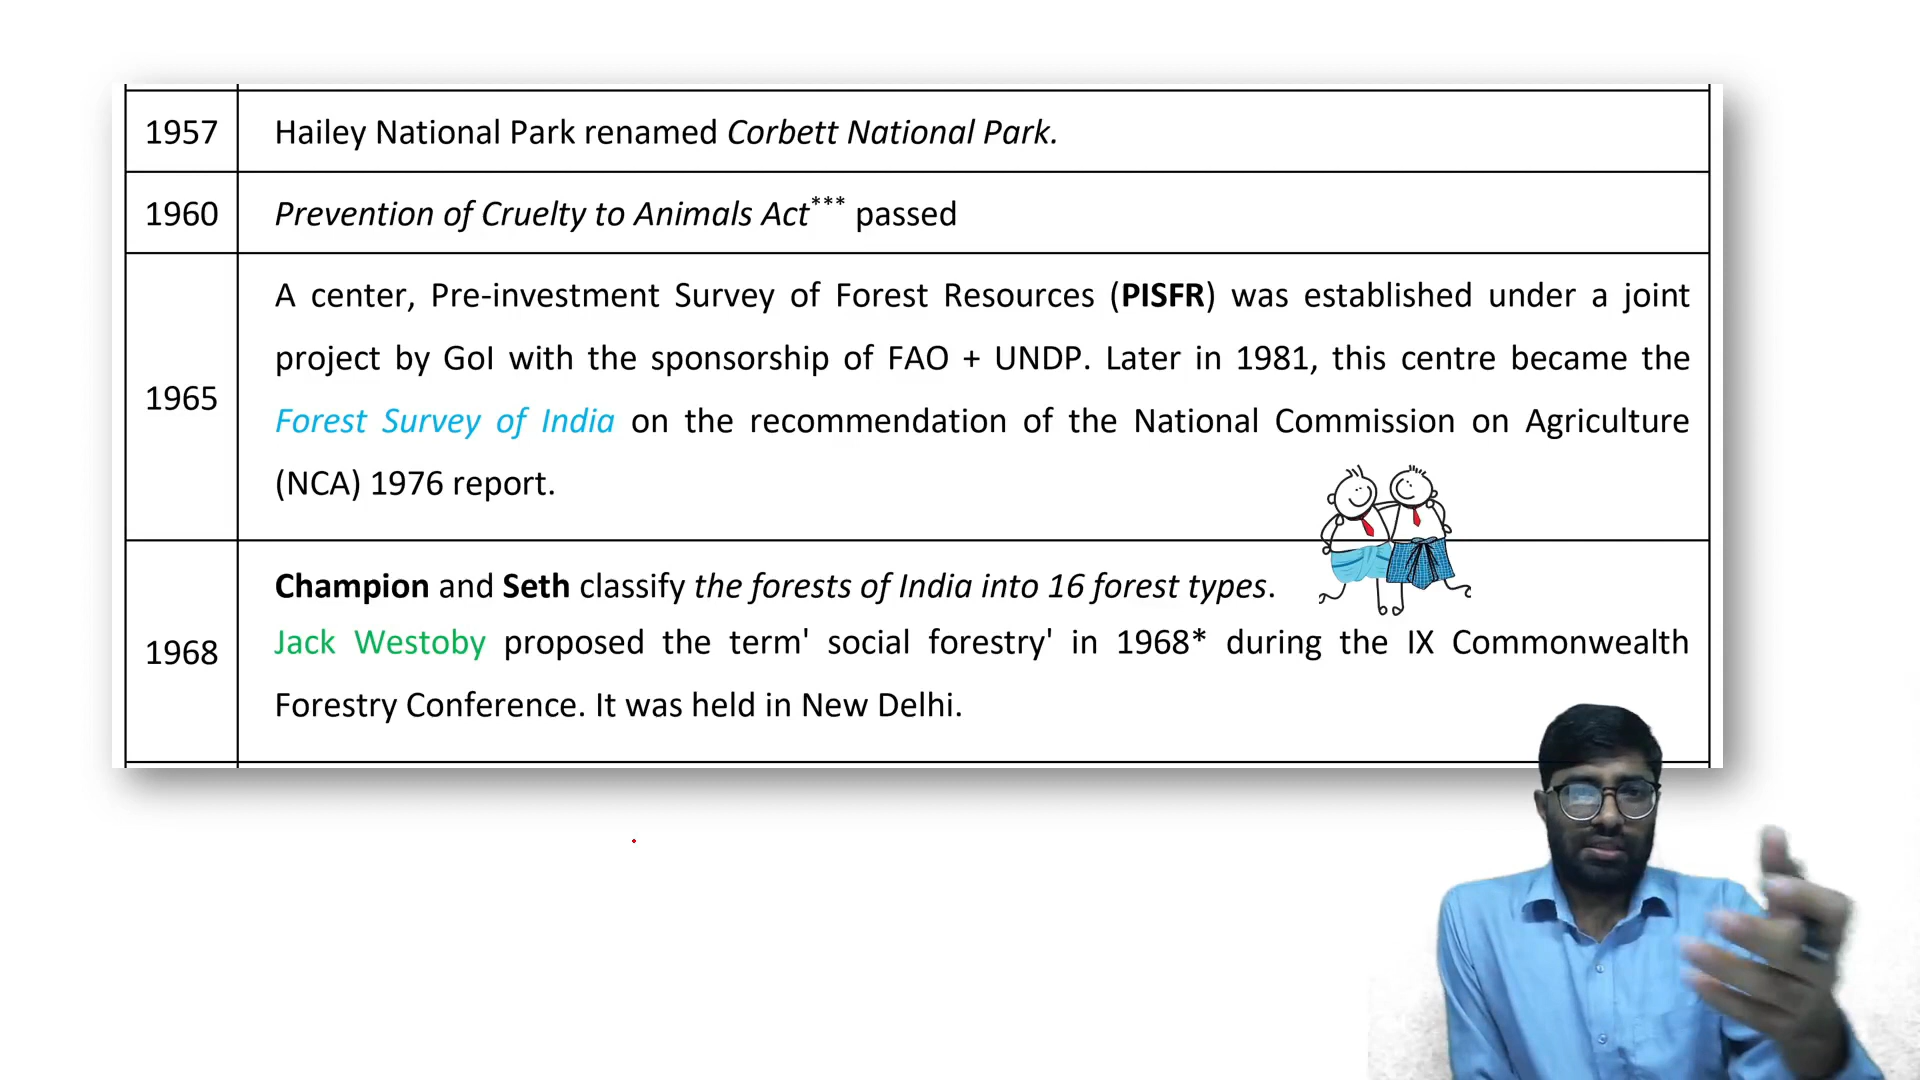 1957
Hailey National Park renamed Corbett National Park.
1960
Prevention of Cruelty to Animals Act*** passed
1965
A center, Pre-investment Survey of Forest Resources (PISFR) was established under a joint
project by GoI with the sponsorship of FAO + UNDP. Later in 1981, this centre became the
Forest Survey of India on the recommendation of the National Commission on Agriculture
(NCA) 1976 report.
1968
Champion and Seth classify the forests of India into 16 forest types.
Jack Westoby proposed the term' social forestry' in 1968* during the IX Commonwealth
Forestry Conference. It was held in New Delhi.